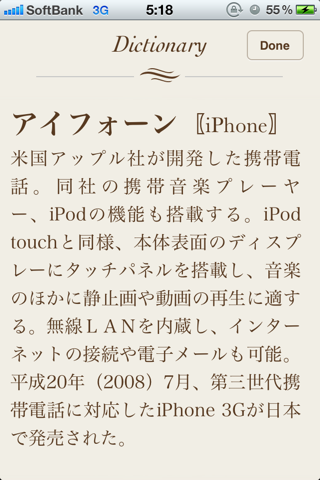 SoftBank 3G 5:18 55%
Dictionary Done
アイフォーン〖iPhone〗
米国アップル社が開発した携帯電
話。同社の携帯音楽プレーヤ
ー、iPodの機能も搭載する。iPod
touchと同様、本体表面のディスプ
レーにタッチパネルを搭載し、音楽
のほかに静止画や動画の再生に適す
る。無線ＬＡＮを内蔵し、インター
ネットの接続や電子メールも可能。
平成20年（2008）7月、第三世代携
帯電話に対応したiPhone 3Gが日本
で発売された。